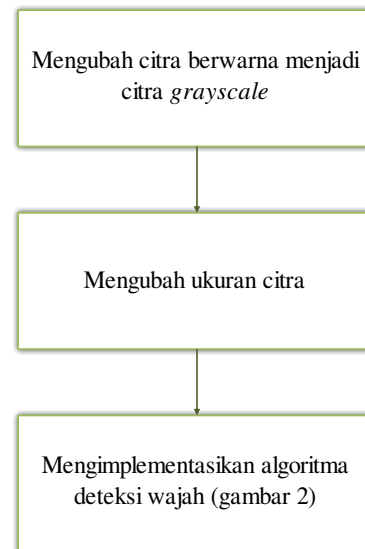 Mengubah citra berwarna menjadi
citra grayscale
Mengubah ukuran citra
Mengimplementasikan algoritma
deteksi wajah (gambar 2)